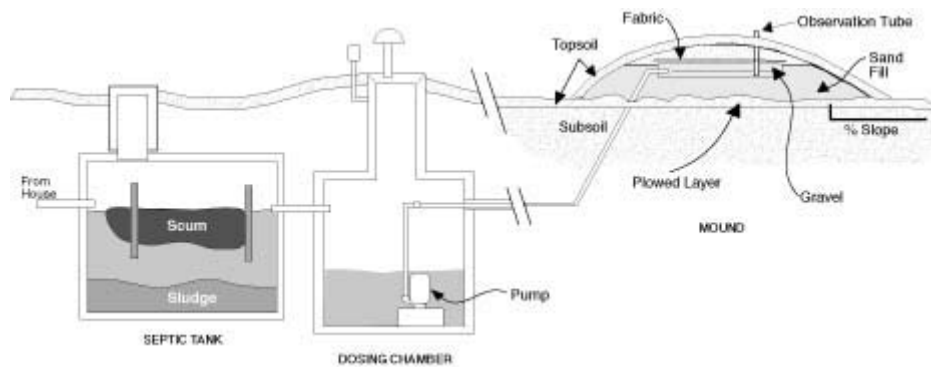 Fabric
Observation Tube
Topsoil
Sand
Fill
Subsoil
% Slope
Plowed Layer
Gravel
MOUND
From
House
Scum
Sludge
Pump
SEPTIC TANK
DOSING CHAMBER